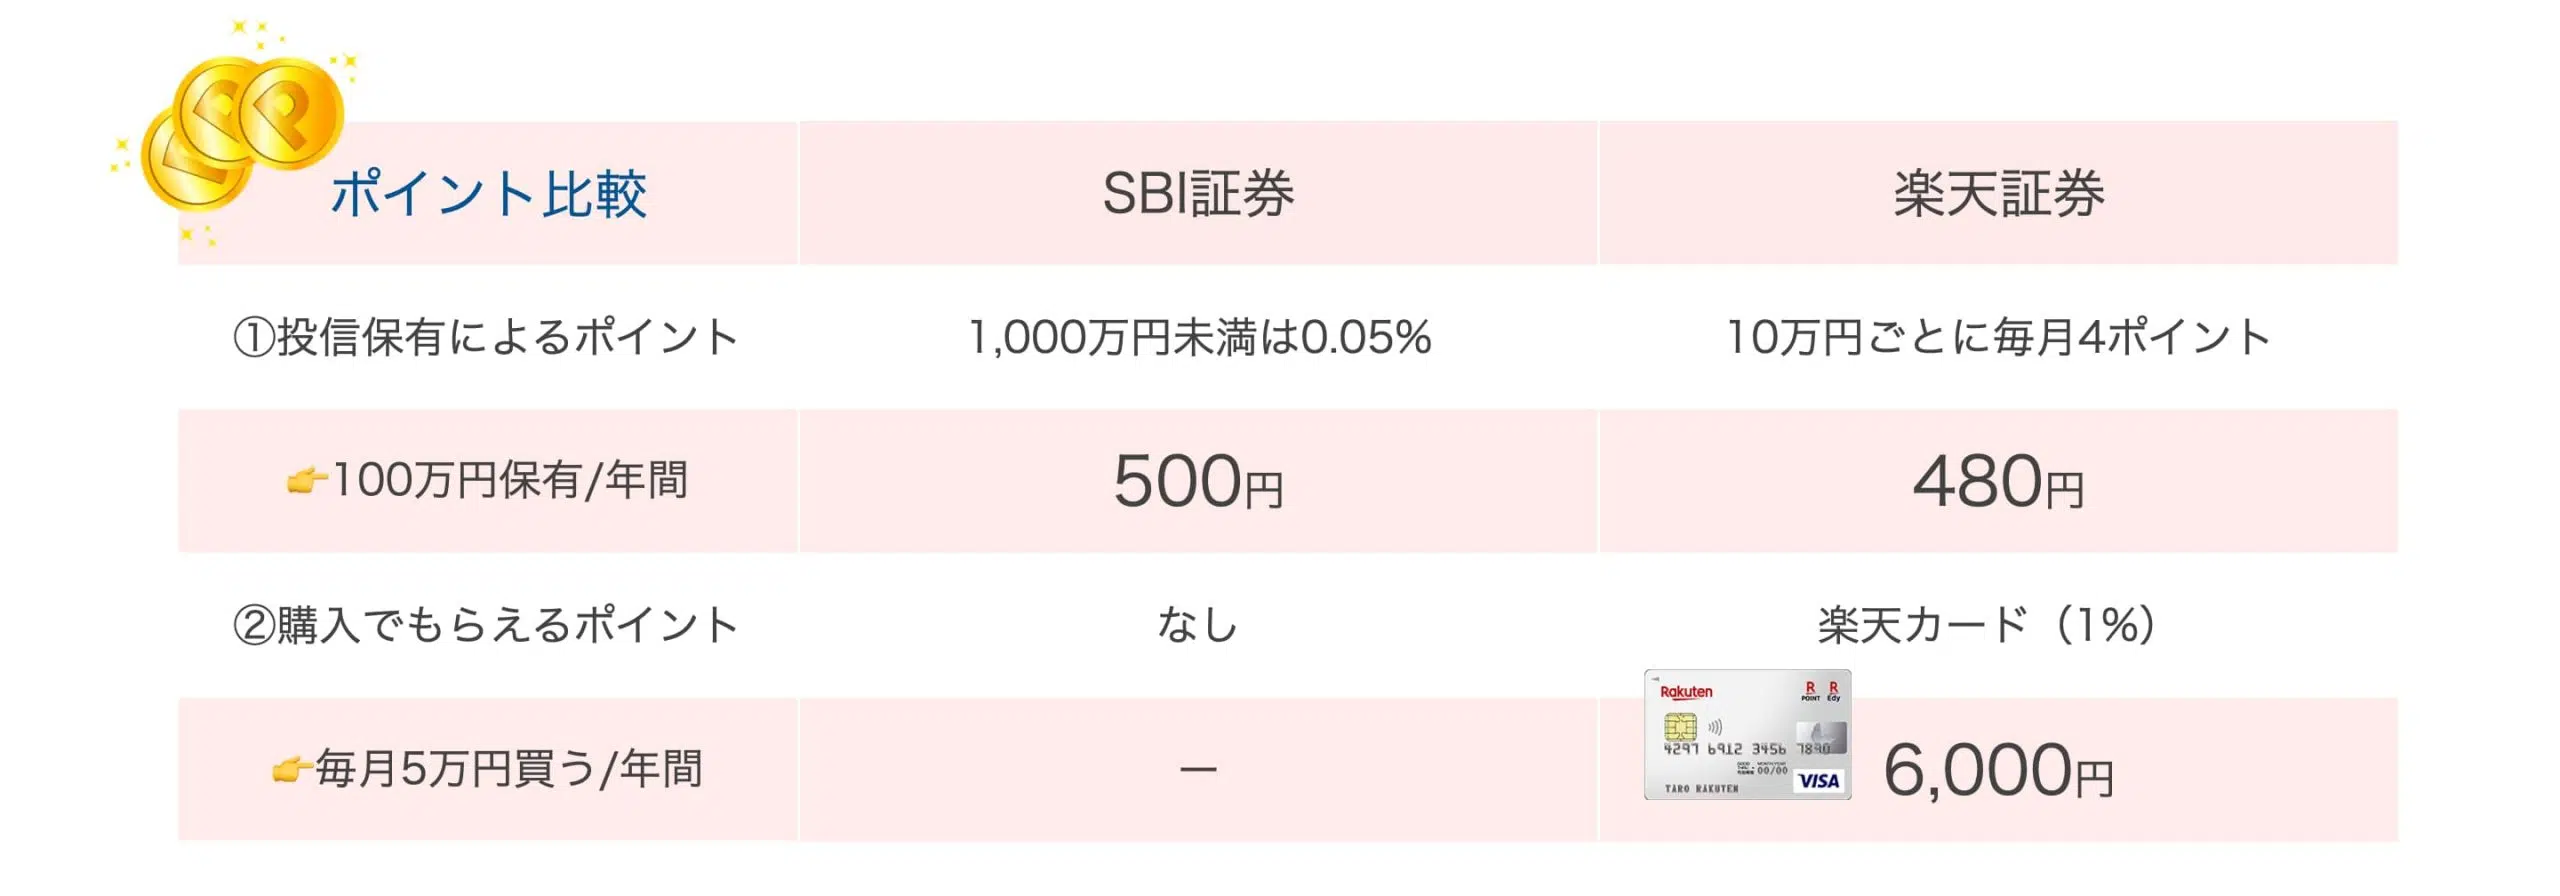 ポイント比較 SBI証券 楽天証券
①投信保有によるポイント 1,000万円未満は0.05% 10万円ごとに毎月4ポイント
👉100万円保有/年間 500円 480円
②購入でもらえるポイント なし 楽天カード（1%）
👉毎月5万円買う/年間 ー 6,000円
Rakuten
R POINT R Edy
4297 6912 3456 7890
00/00
VISA
TARO RAKUTEN